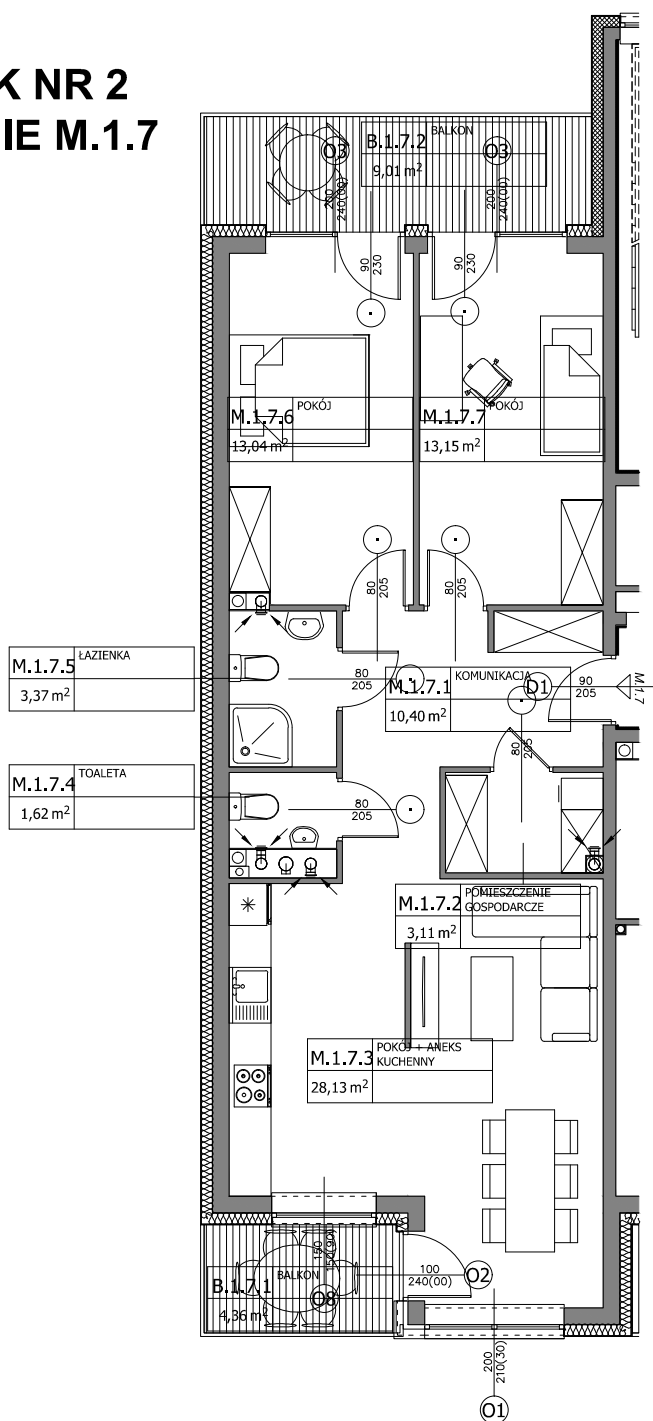 K NR 2
IE M.1.7
B.1.7.2 BALKON
9,01 m²
O3
O3
200
240(00)
200
240(00)
90
230
90
230
M.1.7.6 POKÓJ
13,04 m²
M.1.7.7 POKÓJ
13,15 m²
80
205
80
205
M.1.7.5 ŁAZIENKA
3,37 m²
80
205
M.1.7.1 KOMUNIKACJA
10,40 m²
D1
90
205
M.1.7
80
205
M.1.7.4 TOALETA
1,62 m²
80
205
M.1.7.2 POMIESZCZENIE
GOSPODARCZE
3,11 m²
M.1.7.3 POKÓJ + ANEKS
KUCHENNY
28,13 m²
150
150(90)
B.1.7.1 BALKON
4,36 m²
O8
100
240(00)
O2
200
210(30)
O1